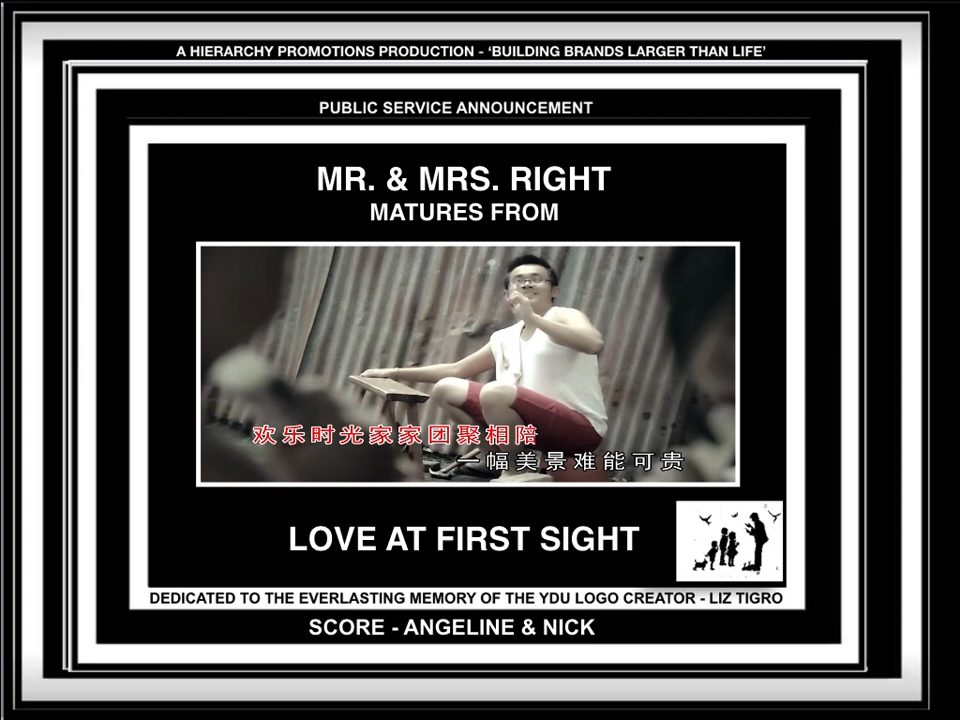 A HIERARCHY PROMOTIONS PRODUCTION - ‘BUILDING BRANDS LARGER THAN LIFE’
PUBLIC SERVICE ANNOUNCEMENT
MR. & MRS. RIGHT
MATURES FROM
欢乐时光家家团聚相陪
一幅美景难能可贵
LOVE AT FIRST SIGHT
DEDICATED TO THE EVERLASTING MEMORY OF THE YDU LOGO CREATOR - LIZ TIGRO
SCORE - ANGELINE & NICK